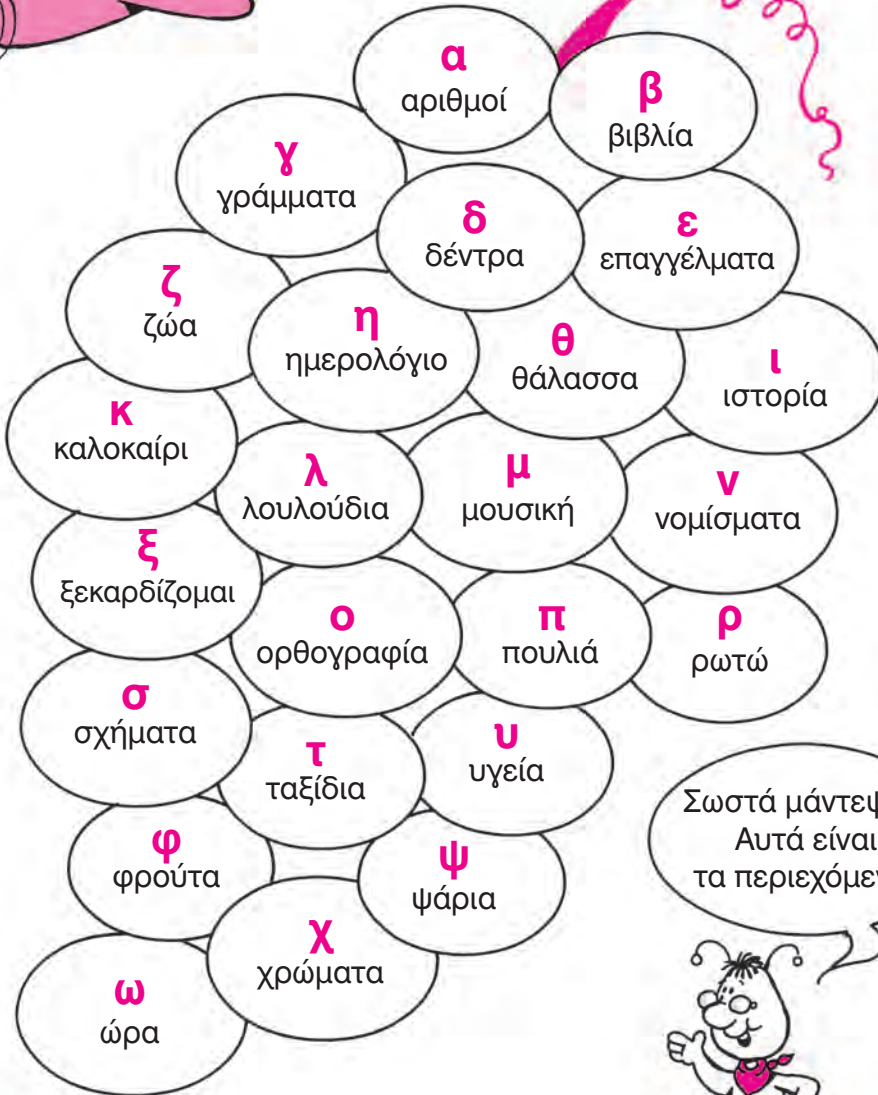 α
αριθμοί
β
βιβλία
γ
γράμματα
δ
δέντρα
ε
επαγγέλματα
ζ
ζώα
η
ημερολόγιο
θ
θάλασσα
ι
ιστορία
κ
καλοκαίρι
λ
λουλούδια
μ
μουσική
ν
νομίσματα
ξ
ξεκαρδίζομαι
ο
ορθογραφία
π
πουλιά
ρ
ρωτώ
σ
σχήματα
τ
ταξίδια
υ
υγεία
φ
φρούτα
χ
χρώματα
ψ
ψάρια
ω
ώρα
Σωστά
Αυτά είναι
τα